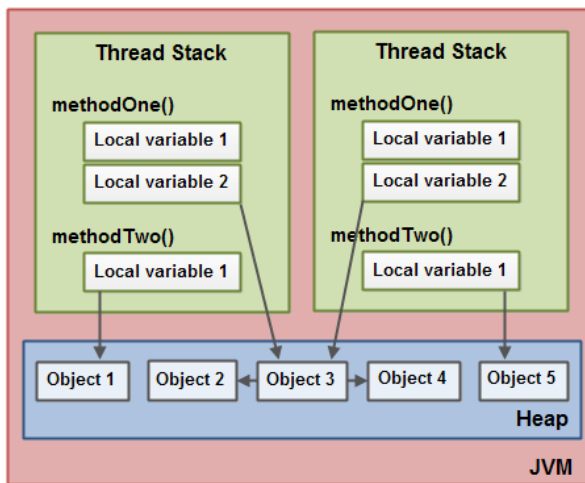 Thread Stack
methodOne()
Local variable 1
Local variable 2
methodTwo()
Local variable 1
Thread Stack
methodOne()
Local variable 1
Local variable 2
methodTwo()
Local variable 1
Object 1
Object 2
Object 3
Object 4
Object 5
Heap
JVM